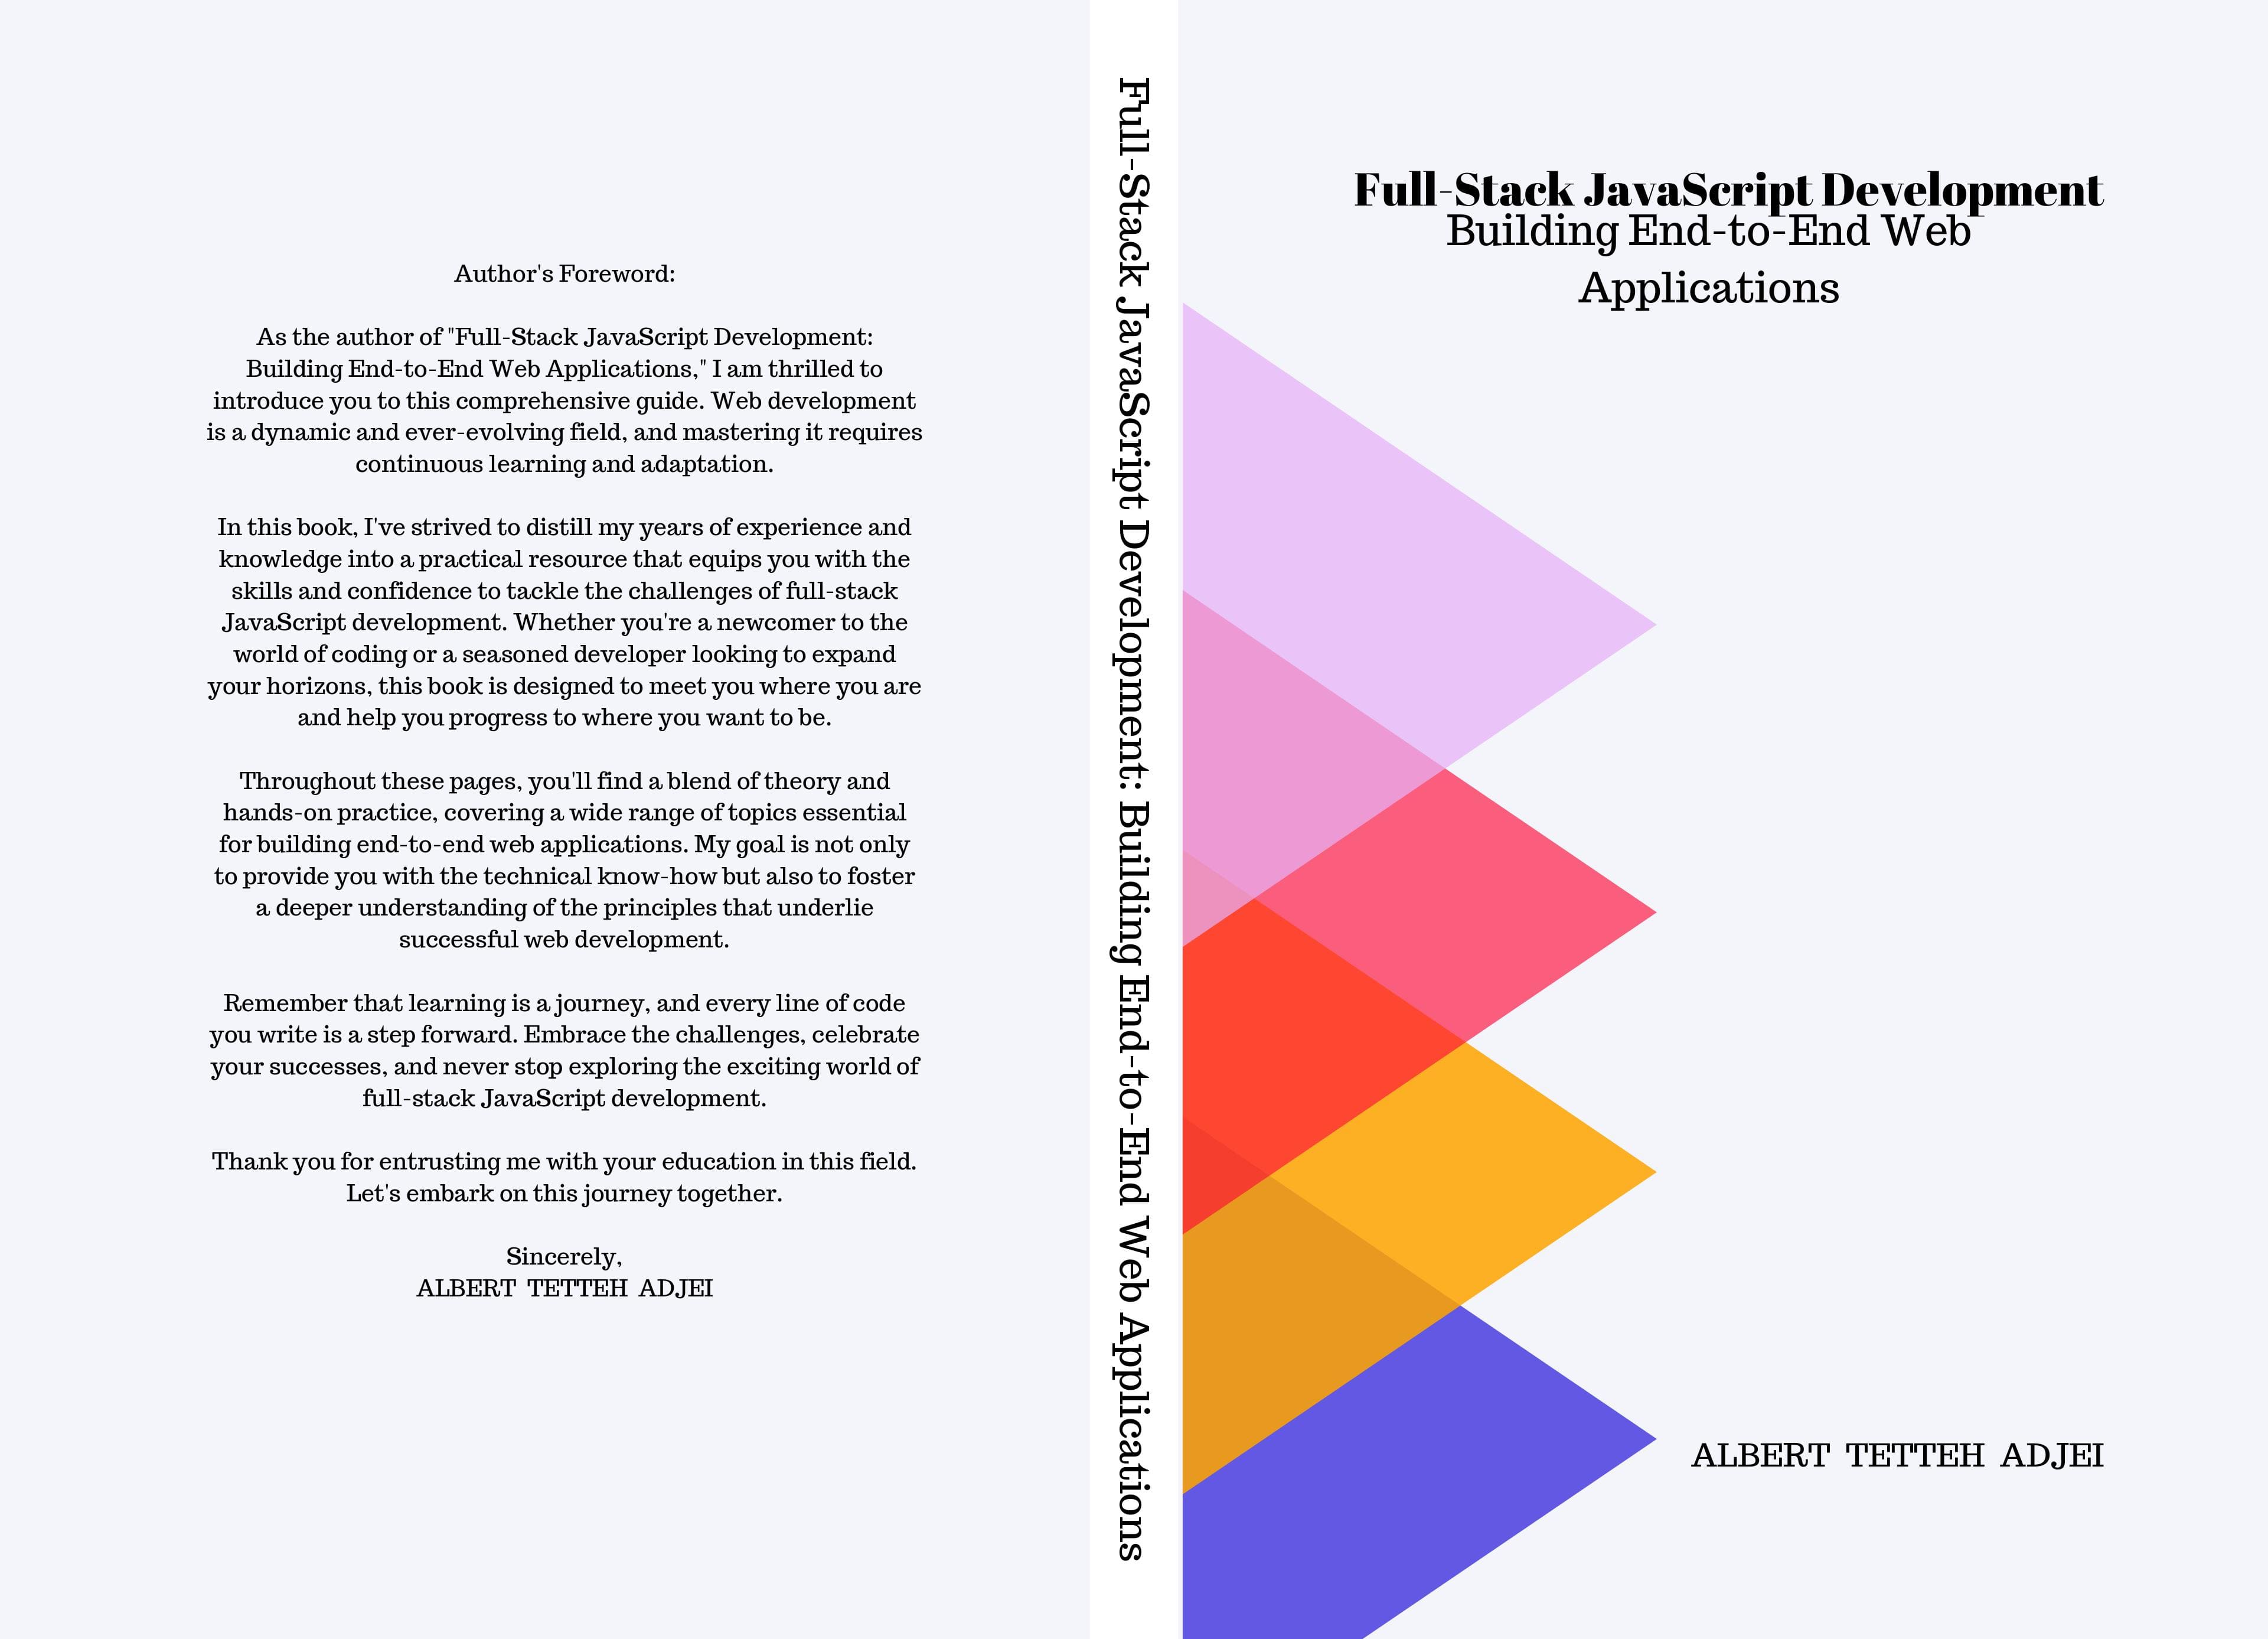 Author's Foreword:
As the author of "Full-Stack JavaScript Development:
Building End-to-End Web Applications," I am thrilled to
introduce you to this comprehensive guide. Web development
is a dynamic and ever-evolving field, and mastering it requires
continuous learning and adaptation.
In this book, I've strived to distill my years of experience and
knowledge into a practical resource that equips you with the
skills and confidence to tackle the challenges of full-stack
JavaScript development. Whether you're a newcomer to the
world of coding or a seasoned developer looking to expand
your horizons, this book is designed to meet you where you are
and help you progress to where you want to be.
Throughout these pages, you'll find a blend of theory and
hands-on practice, covering a wide range of topics essential
for building end-to-end web applications. My goal is not only
to provide you with the technical know-how but also to foster
a deeper understanding of the principles that underlie
successful web development.
Remember that learning is a journey, and every line of code
you write is a step forward. Embrace the challenges, celebrate
your successes, and never stop exploring the exciting world of
full-stack JavaScript development.
Thank you for entrusting me with your education in this field.
Let's embark on this journey together.
Sincerely,
ALBERT TETTEH ADJEI
Full-Stack JavaScript Development: Building End-to-End Web Applications
Full-Stack JavaScript Development
Building End-to-End Web
Applications
ALBERT TETTEH ADJEI